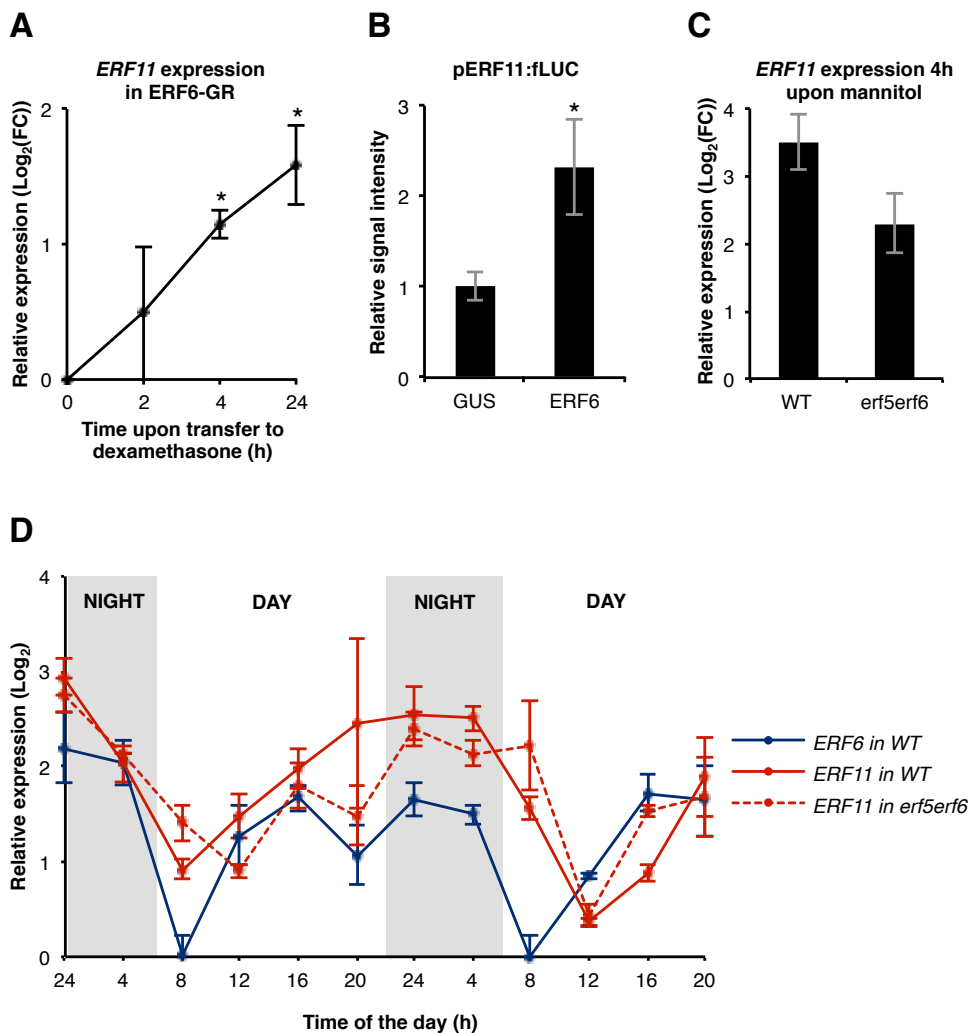 A
ERF11 expression
in ERF6-GR
Relative expression (Log2(FC))
2
1
0
*
*
0 2 4 24
Time upon transfer to
dexamethasone (h)
B
pERF11:fLUC
Relative signal intensity
3
2
1
0
*
GUS ERF6
C
ERF11 expression 4h
upon mannitol
Relative expression (Log2(FC))
4
3
2
1
0
WT erf5erf6
D
Relative expression (Log2)
4
3
2
1
0
NIGHT DAY NIGHT DAY
24 4 8 12 16 20 24 4 8 12 16 20
Time of the day (h)
ERF6 in WT
ERF11 in WT
ERF11 in erf5erf6